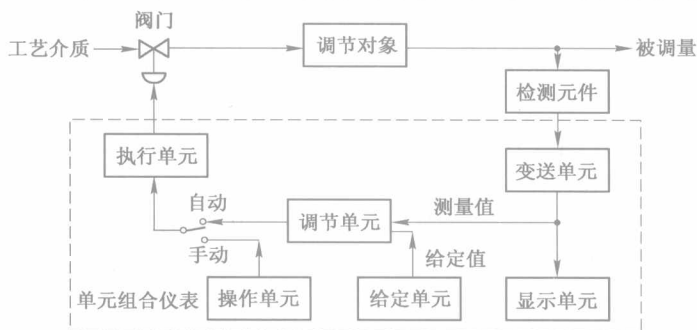 阀门
工艺介质
调节对象
被调量
检测元件
执行单元
变送单元
自动
调节单元
测量值
手动
给定值
单元组合仪表
操作单元
给定单元
显示单元